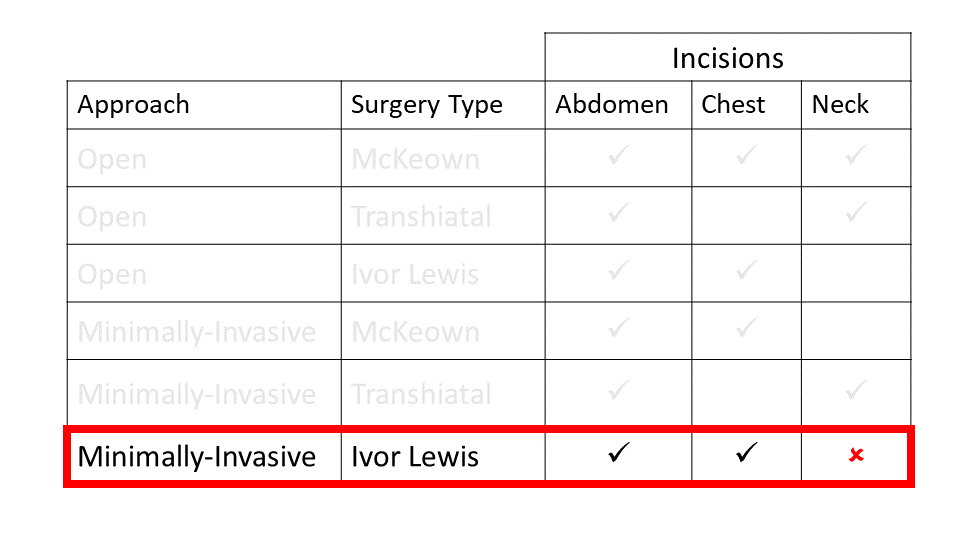 Incisions
Approach Surgery Type Abdomen Chest Neck
Open McKeown ✓ ✓ ✓
Open Transhiatal ✓ ✓
Open Ivor Lewis ✓ ✓
Minimally-Invasive McKeown ✓ ✓
Minimally-Invasive Transhiatal ✓ ✓
Minimally-Invasive Ivor Lewis ✓ ✓ ✘